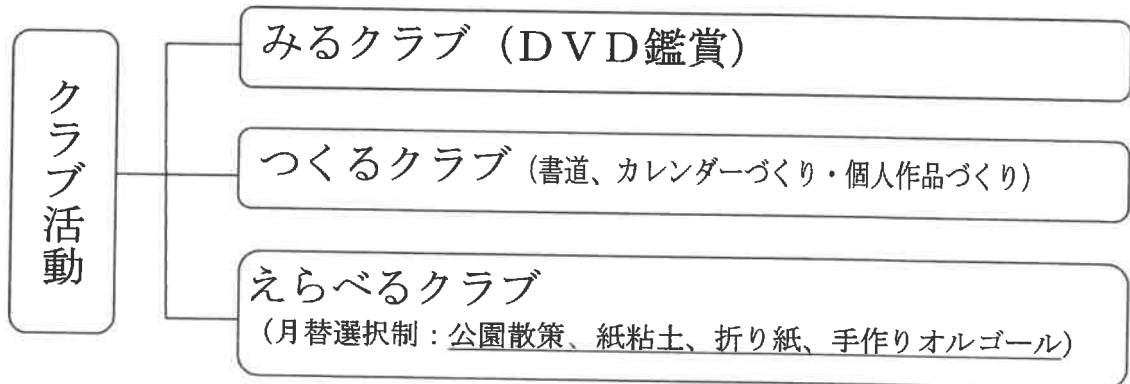 クラブ活動
みるクラブ（ＤＶＤ鑑賞）
つくるクラブ（書道、カレンダーづくり・個人作品づくり）
えらべるクラブ
（月替選択制：公園散策、紙粘土、折り紙、手作りオルゴール）